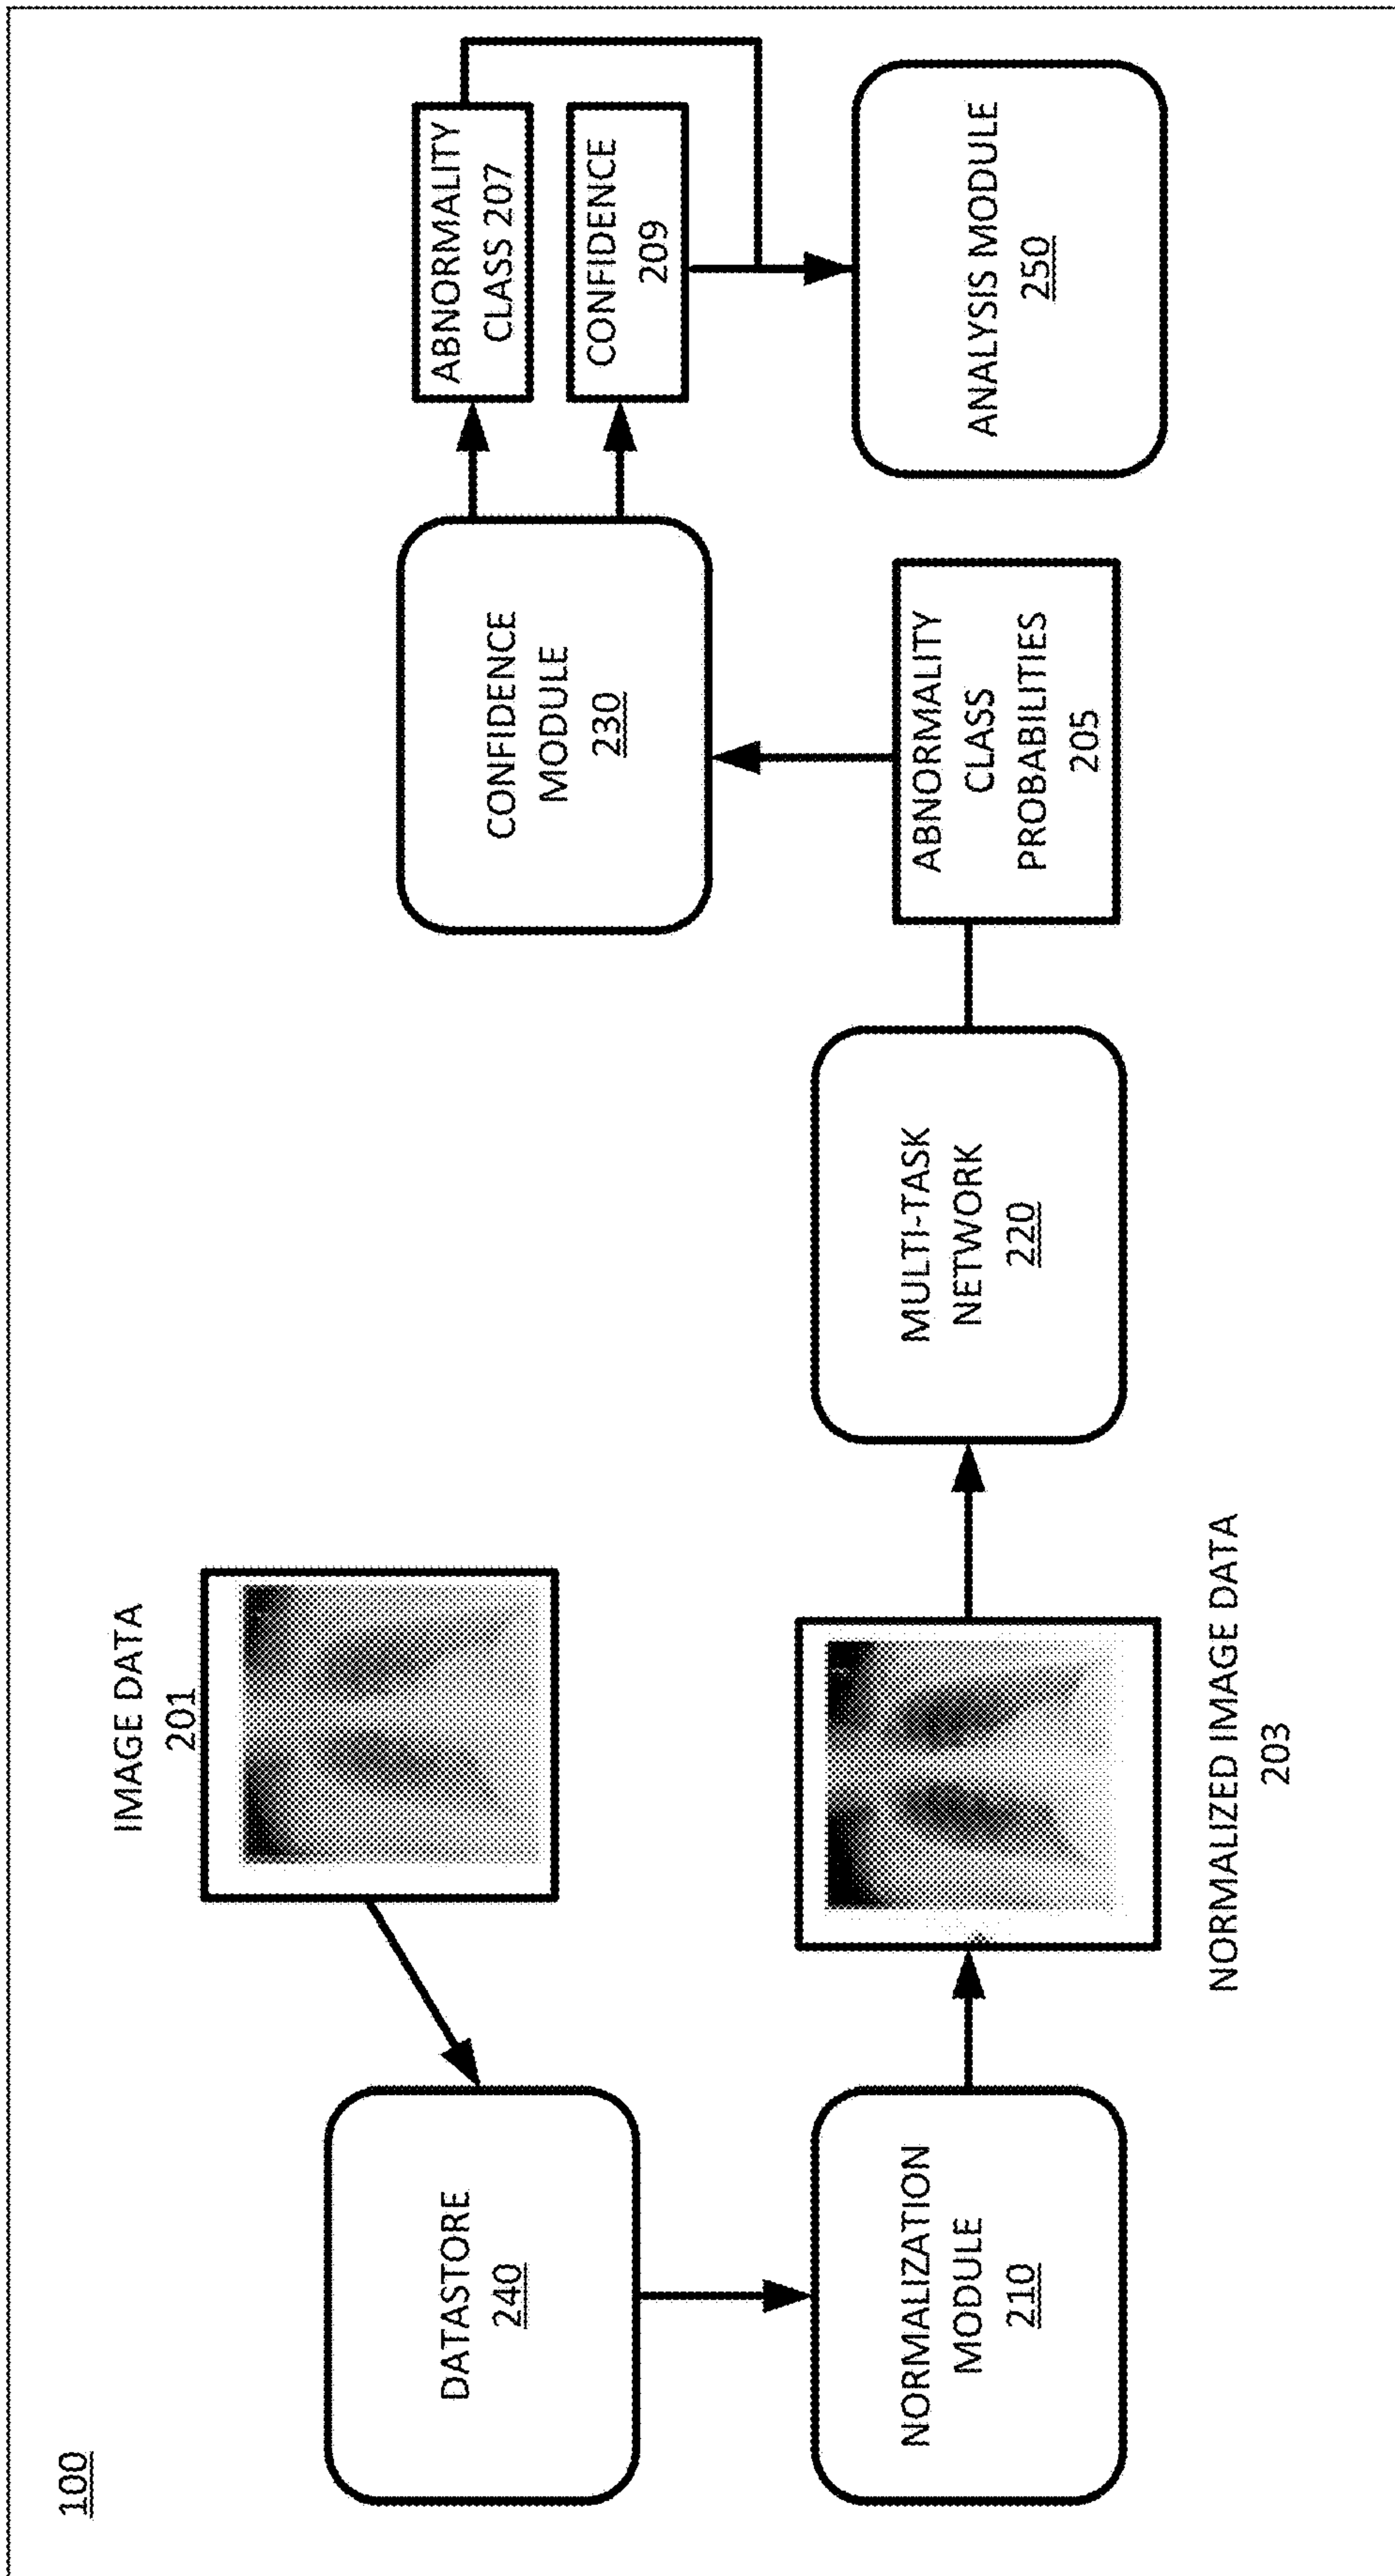 100
IMAGE DATA
201
DATASTORE
240
NORMALIZATION
MODULE
210
NORMALIZED IMAGE DATA
203
MULTI-TASK
NETWORK
220
ABNORMALITY
CLASS
PROBABILITIES
205
CONFIDENCE
MODULE
230
ABNORMALITY
CLASS 207
CONFIDENCE
209
ANALYSIS MODULE
250